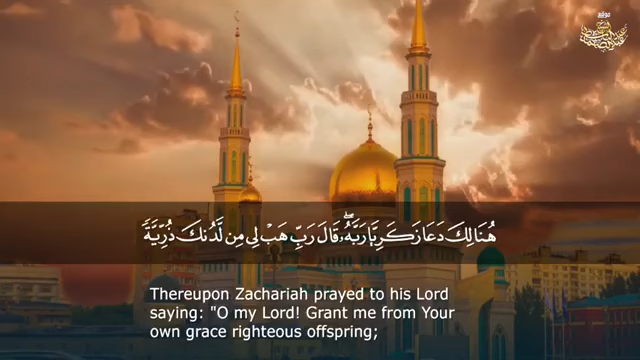 موقع
هُنَالِكَ دَعَا زَكَرِيَّا رَبَّهُۥۖ قَالَ رَبِّ هَبۡ لِي مِن لَّدُنكَ ذُرِّيَّةٗ
Thereupon Zachariah prayed to his Lord
saying: "O my Lord! Grant me from Your
own grace righteous offspring;